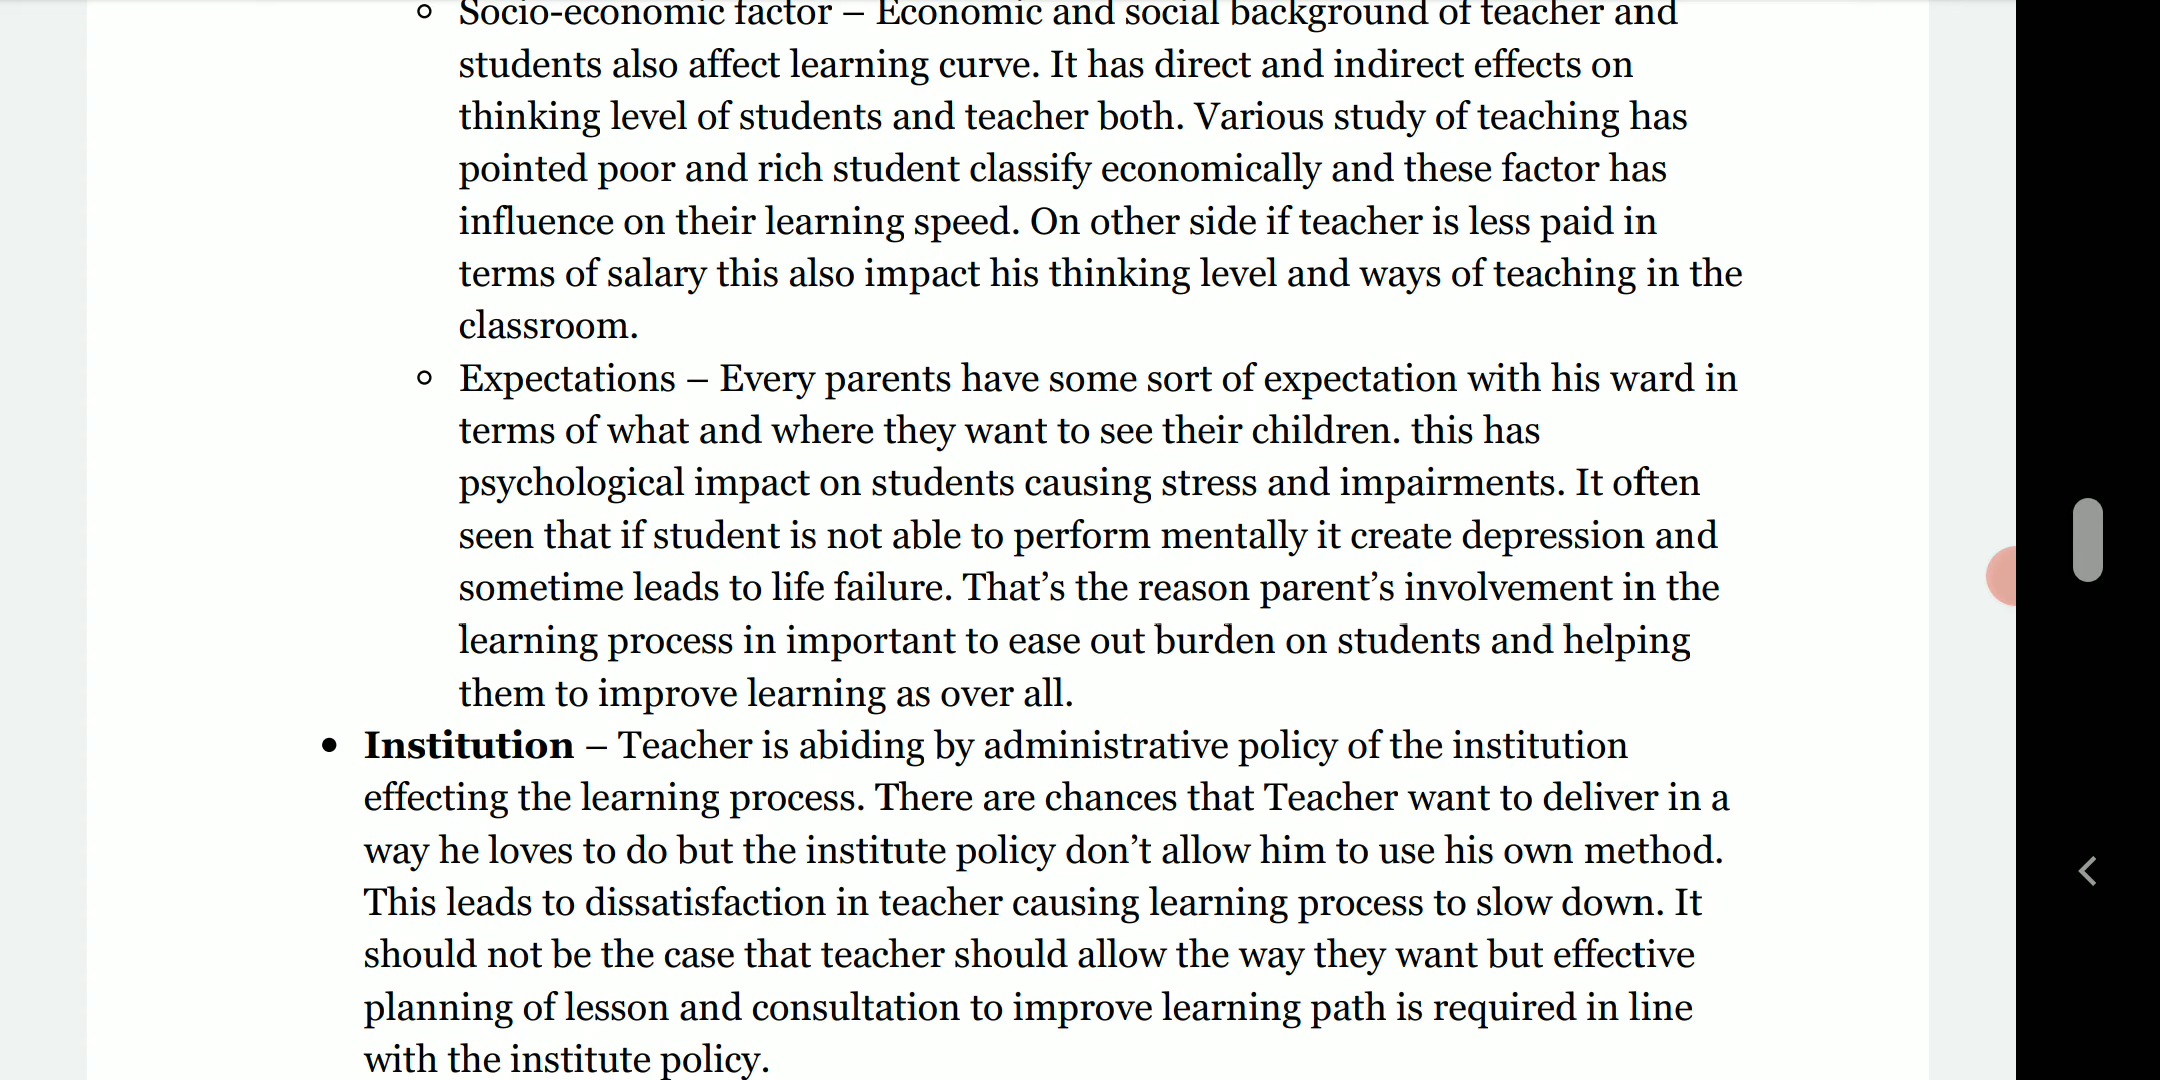 Socio-economic factor – Economic and social background of teacher and
students also affect learning curve. It has direct and indirect effects on
thinking level of students and teacher both. Various study of teaching has
pointed poor and rich student classify economically and these factor has
influence on their learning speed. On other side if teacher is less paid in
terms of salary this also impact his thinking level and ways of teaching in the
classroom.
Expectations – Every parents have some sort of expectation with his ward in
terms of what and where they want to see their children. this has
psychological impact on students causing stress and impairments. It often
seen that if student is not able to perform mentally it create depression and
sometime leads to life failure. That’s the reason parent’s involvement in the
learning process in important to ease out burden on students and helping
them to improve learning as over all.
Institution – Teacher is abiding by administrative policy of the institution
effecting the learning process. There are chances that Teacher want to deliver in a
way he loves to do but the institute policy don’t allow him to use his own method.
This leads to dissatisfaction in teacher causing learning process to slow down. It
should not be the case that teacher should allow the way they want but effective
planning of lesson and consultation to improve learning path is required in line
with the institute policy.